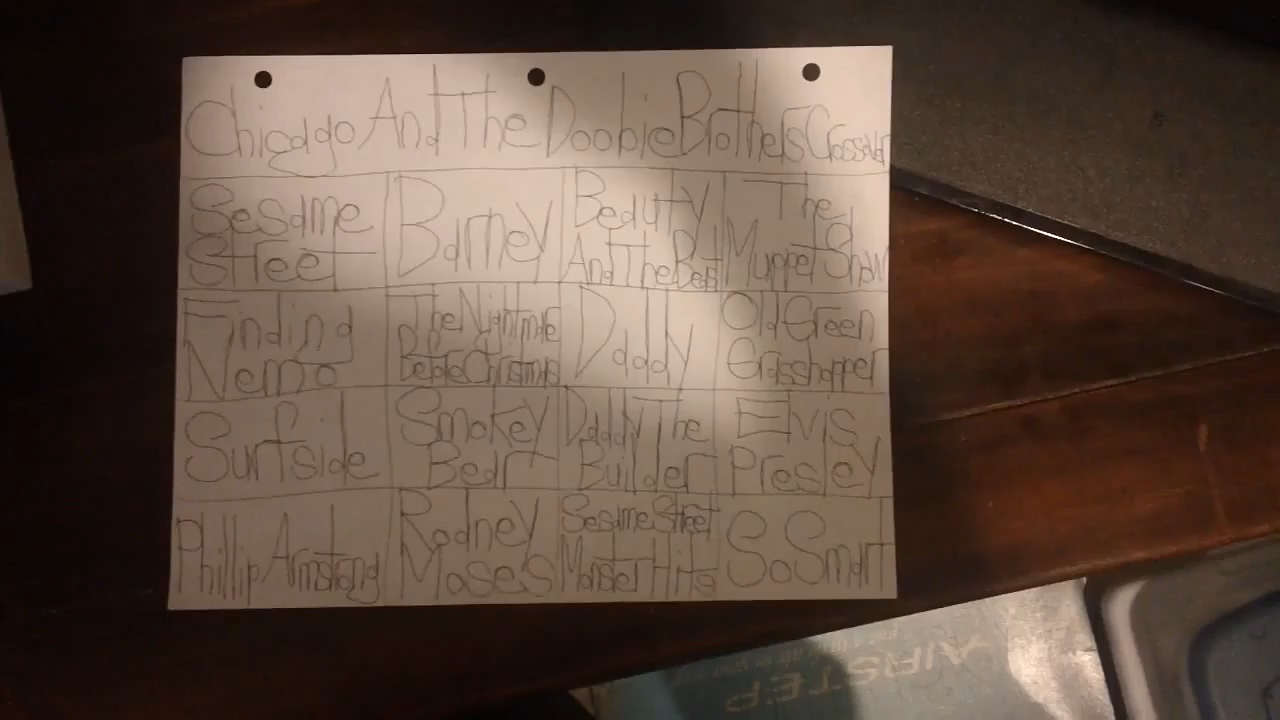 Chicago And The Doobie Brothers Crossover
Sesame
Street
Barney
Beauty
And The Beast
The
Muppet Show
Finding
Nemo
The Nightmare
Before Christmas
Daddy
Old Green
Grasshopper
Surfside
Smokey
Bear
Daddy The
Builder
Elvis
Presley
Phillip Armstrong
Rodney
Moses
Sesame Street
Monster Hits
So Smart
AIRSTEP